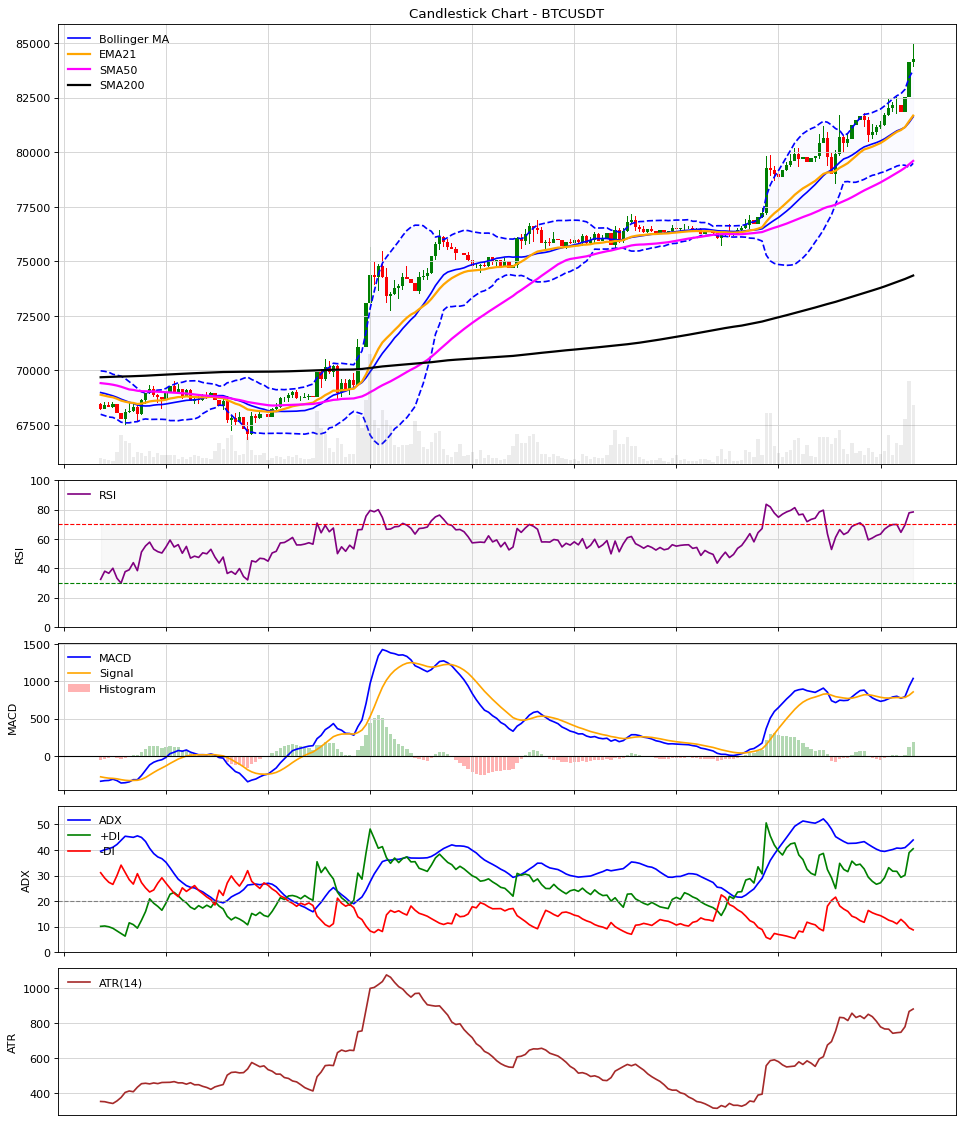 Candlestick Chart - BTCUSDT
Bollinger MA
EMA21
SMA50
SMA200
85000
82500
80000
77500
75000
72500
70000
67500
RSI
RSI
100
80
60
40
20
0
MACD
Signal
Histogram
MACD
1500
1000
500
0
ADX
+DI
-DI
ADX
50
40
30
20
10
0
ATR(14)
ATR
1000
800
600
400